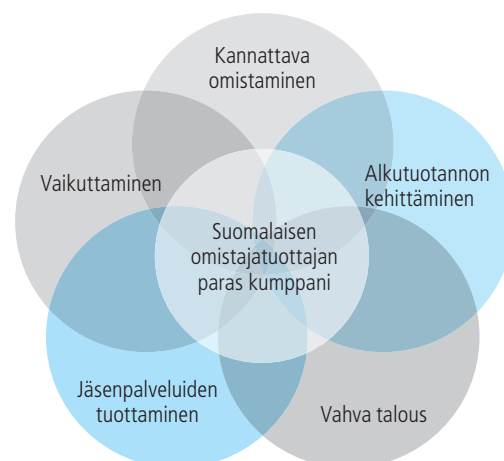 Kannattava
omistaminen
Vaikuttaminen
Alkutuotannon
kehittäminen
Suomalaisen
omistajatuottajan
paras kumppani
Jäsenpalveluiden
tuottaminen
Vahva talous